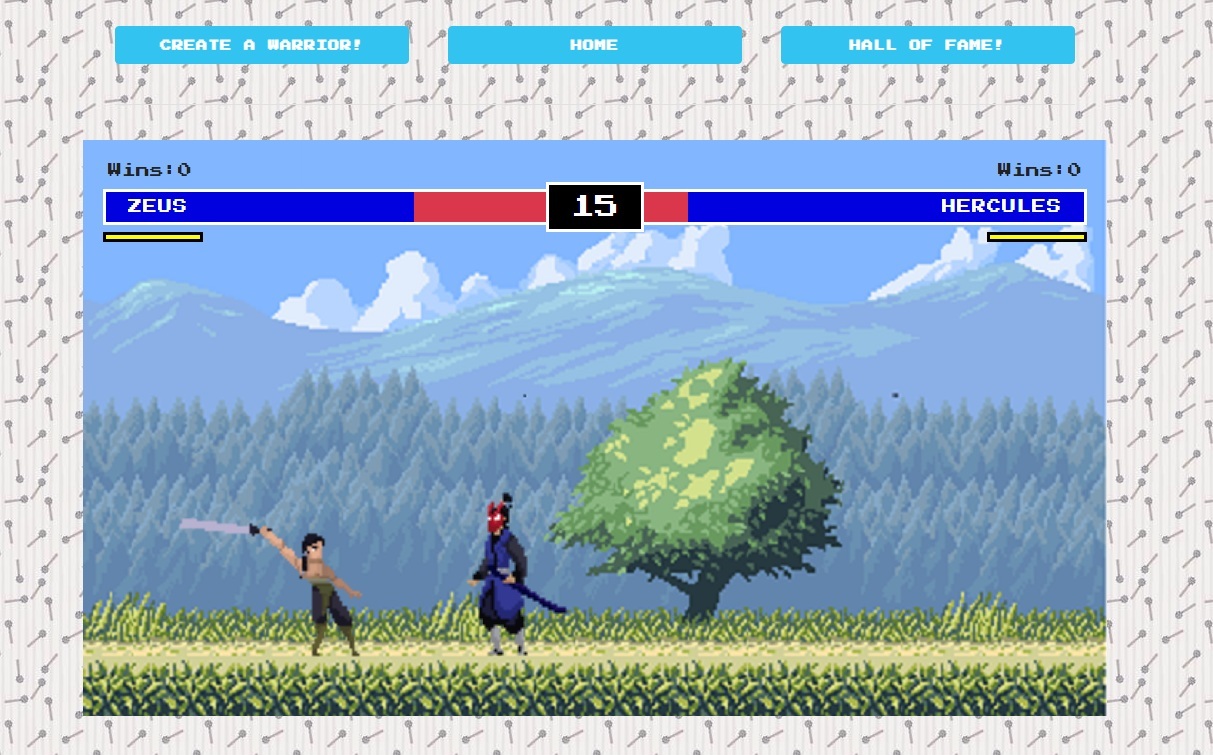 CREATE A WARRIOR!
HOME
HALL OF FAME!
Wins:0
Wins:0
ZEUS
15
HERCULES